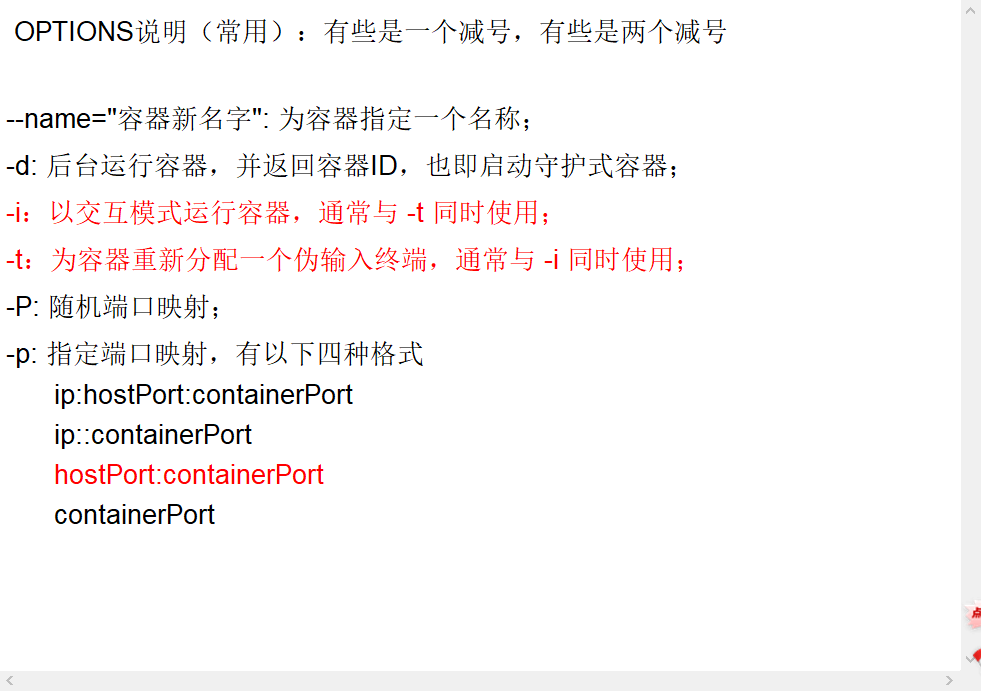 OPTIONS说明（常用）：有些是一个减号，有些是两个减号
--name="容器新名字": 为容器指定一个名称；
-d: 后台运行容器，并返回容器ID，也即启动守护式容器；
-i：以交互模式运行容器，通常与 -t 同时使用；
-t：为容器重新分配一个伪输入终端，通常与 -i 同时使用；
-P: 随机端口映射；
-p: 指定端口映射，有以下四种格式
ip:hostPort:containerPort
ip::containerPort
hostPort:containerPort
containerPort
点